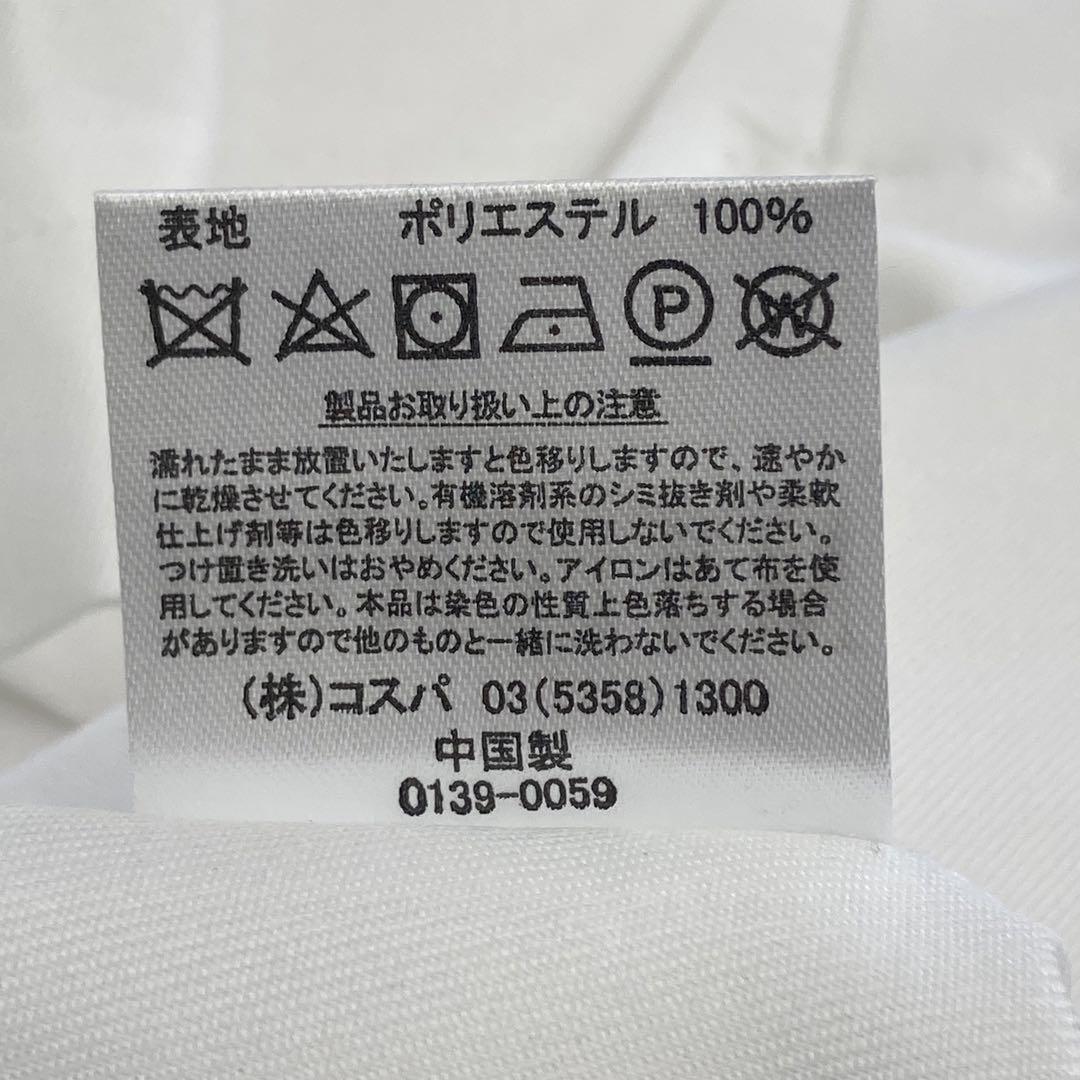 表地 ポリエステル 100%
P W
製品お取り扱い上の注意
濡れたまま放置いたしますと色移りしますので、速やか
に乾燥させてください。有機溶剤系のシミ抜き剤や柔軟
仕上げ剤等は色移りしますので使用しないでください。
つけ置き洗いはおやめください。アイロンはあて布を使
用してください。本品は染色の性質上色落ちする場合
がありますので他のものと一緒に洗わないでください。
(株)コスパ 03(5358)1300
中国製
0139-0059